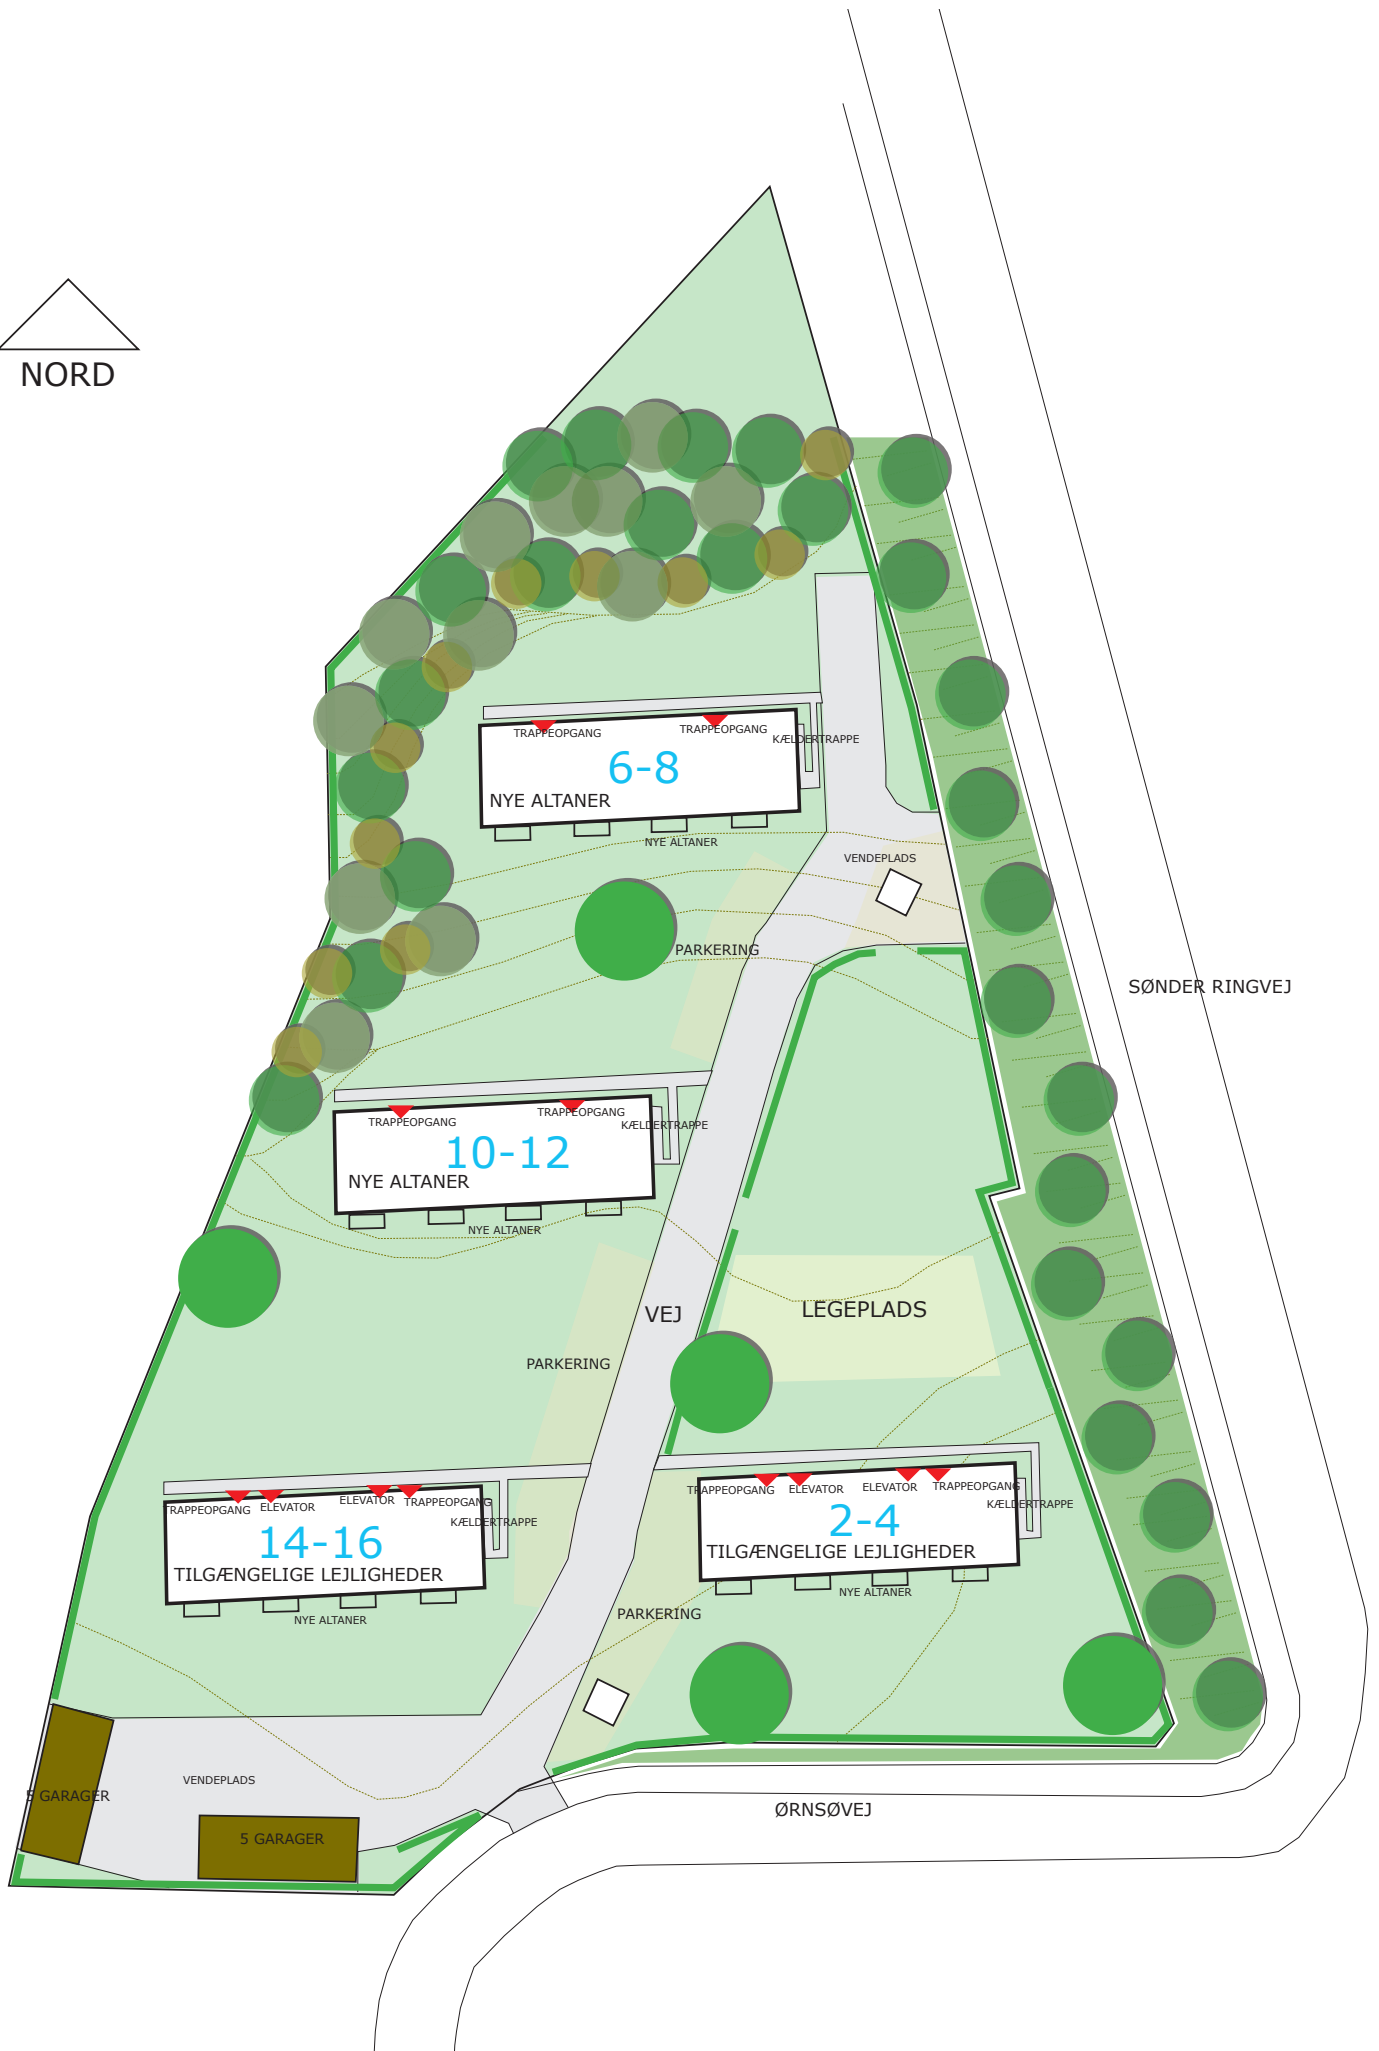 NORD
TRAPPEOPGANG
TRAPPEOPGANG
KÆLDERTRAPPE
6-8
NYE ALTANER
NYE ALTANER
VENDEPLADS
PARKERING
SØNDER RINGVEJ
TRAPPEOPGANG
TRAPPEOPGANG
KÆLDERTRAPPE
10-12
NYE ALTANER
NYE ALTANER
VEJ
LEGEPLADS
PARKERING
TRAPPEOPGANG
ELEVATOR
ELEVATOR
TRAPPEOPGANG
KÆLDERTRAPPE
14-16
TILGÆNGELIGE LEJLIGHEDER
NYE ALTANER
TRAPPEOPGANG
ELEVATOR
ELEVATOR
TRAPPEOPGANG
KÆLDERTRAPPE
2-4
TILGÆNGELIGE LEJLIGHEDER
NYE ALTANER
PARKERING
VENDEPLADS
5 GARAGER
5 GARAGER
ØRNSØVEJ